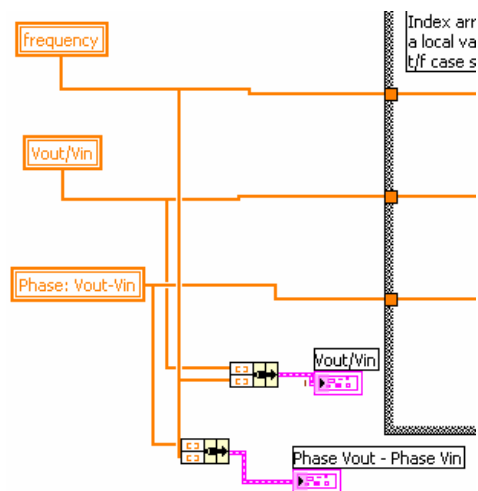 frequency
Index arr
a local va
t/f case s
Vout/Vin
Phase: Vout-Vin
Vout/Vin
Phase Vout - Phase Vin